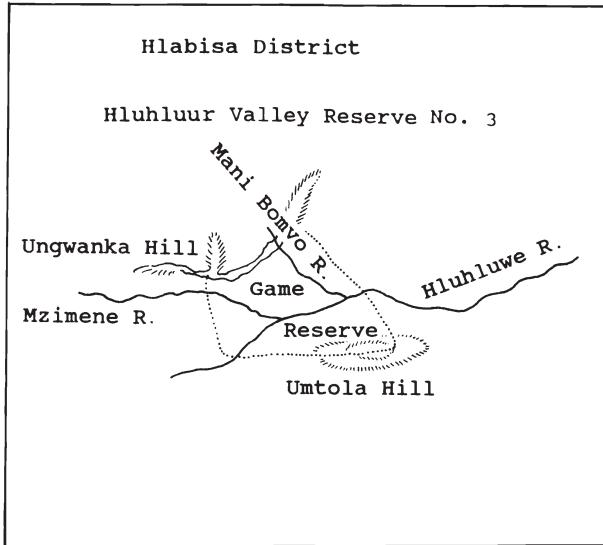 Hlabisa District
Hluhluur Valley Reserve No. 3
Mani Bomvo R.
Ungwanka Hill
Hluhluwe R.
Game
Mzimene R.
Reserve
Umtola Hill